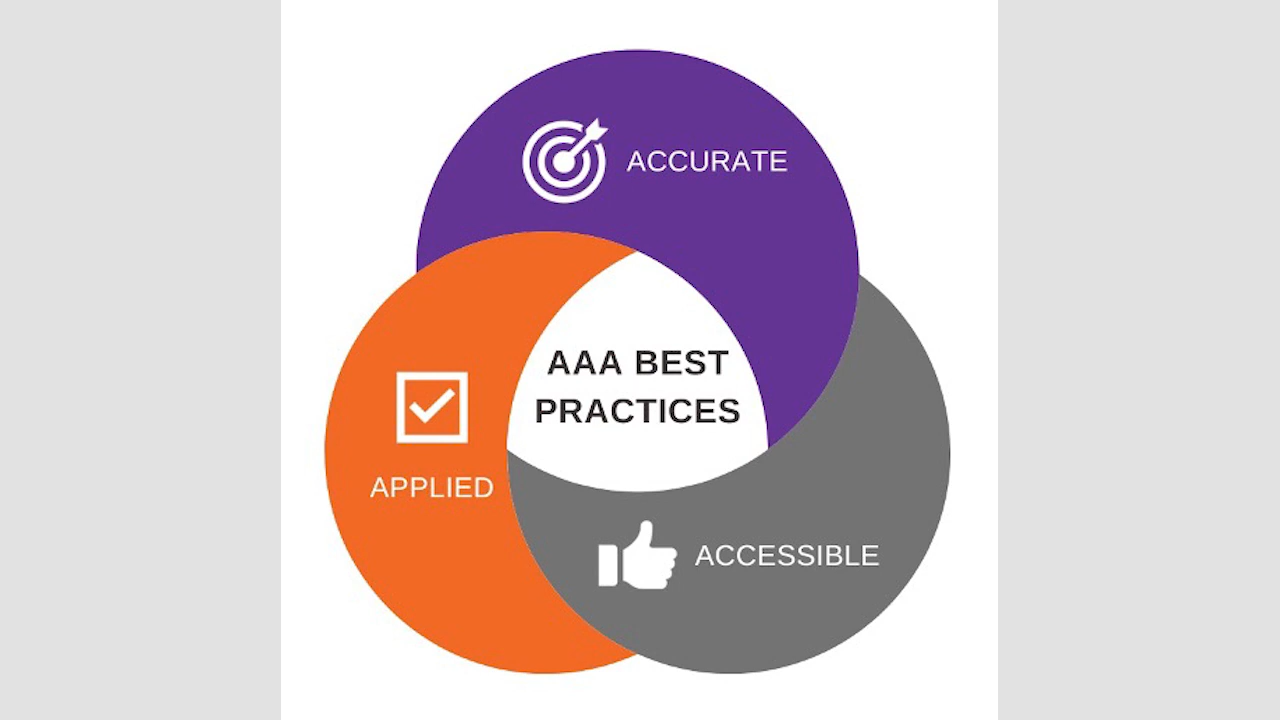 ACCURATE
AAA BEST
PRACTICES
APPLIED
ACCESSIBLE